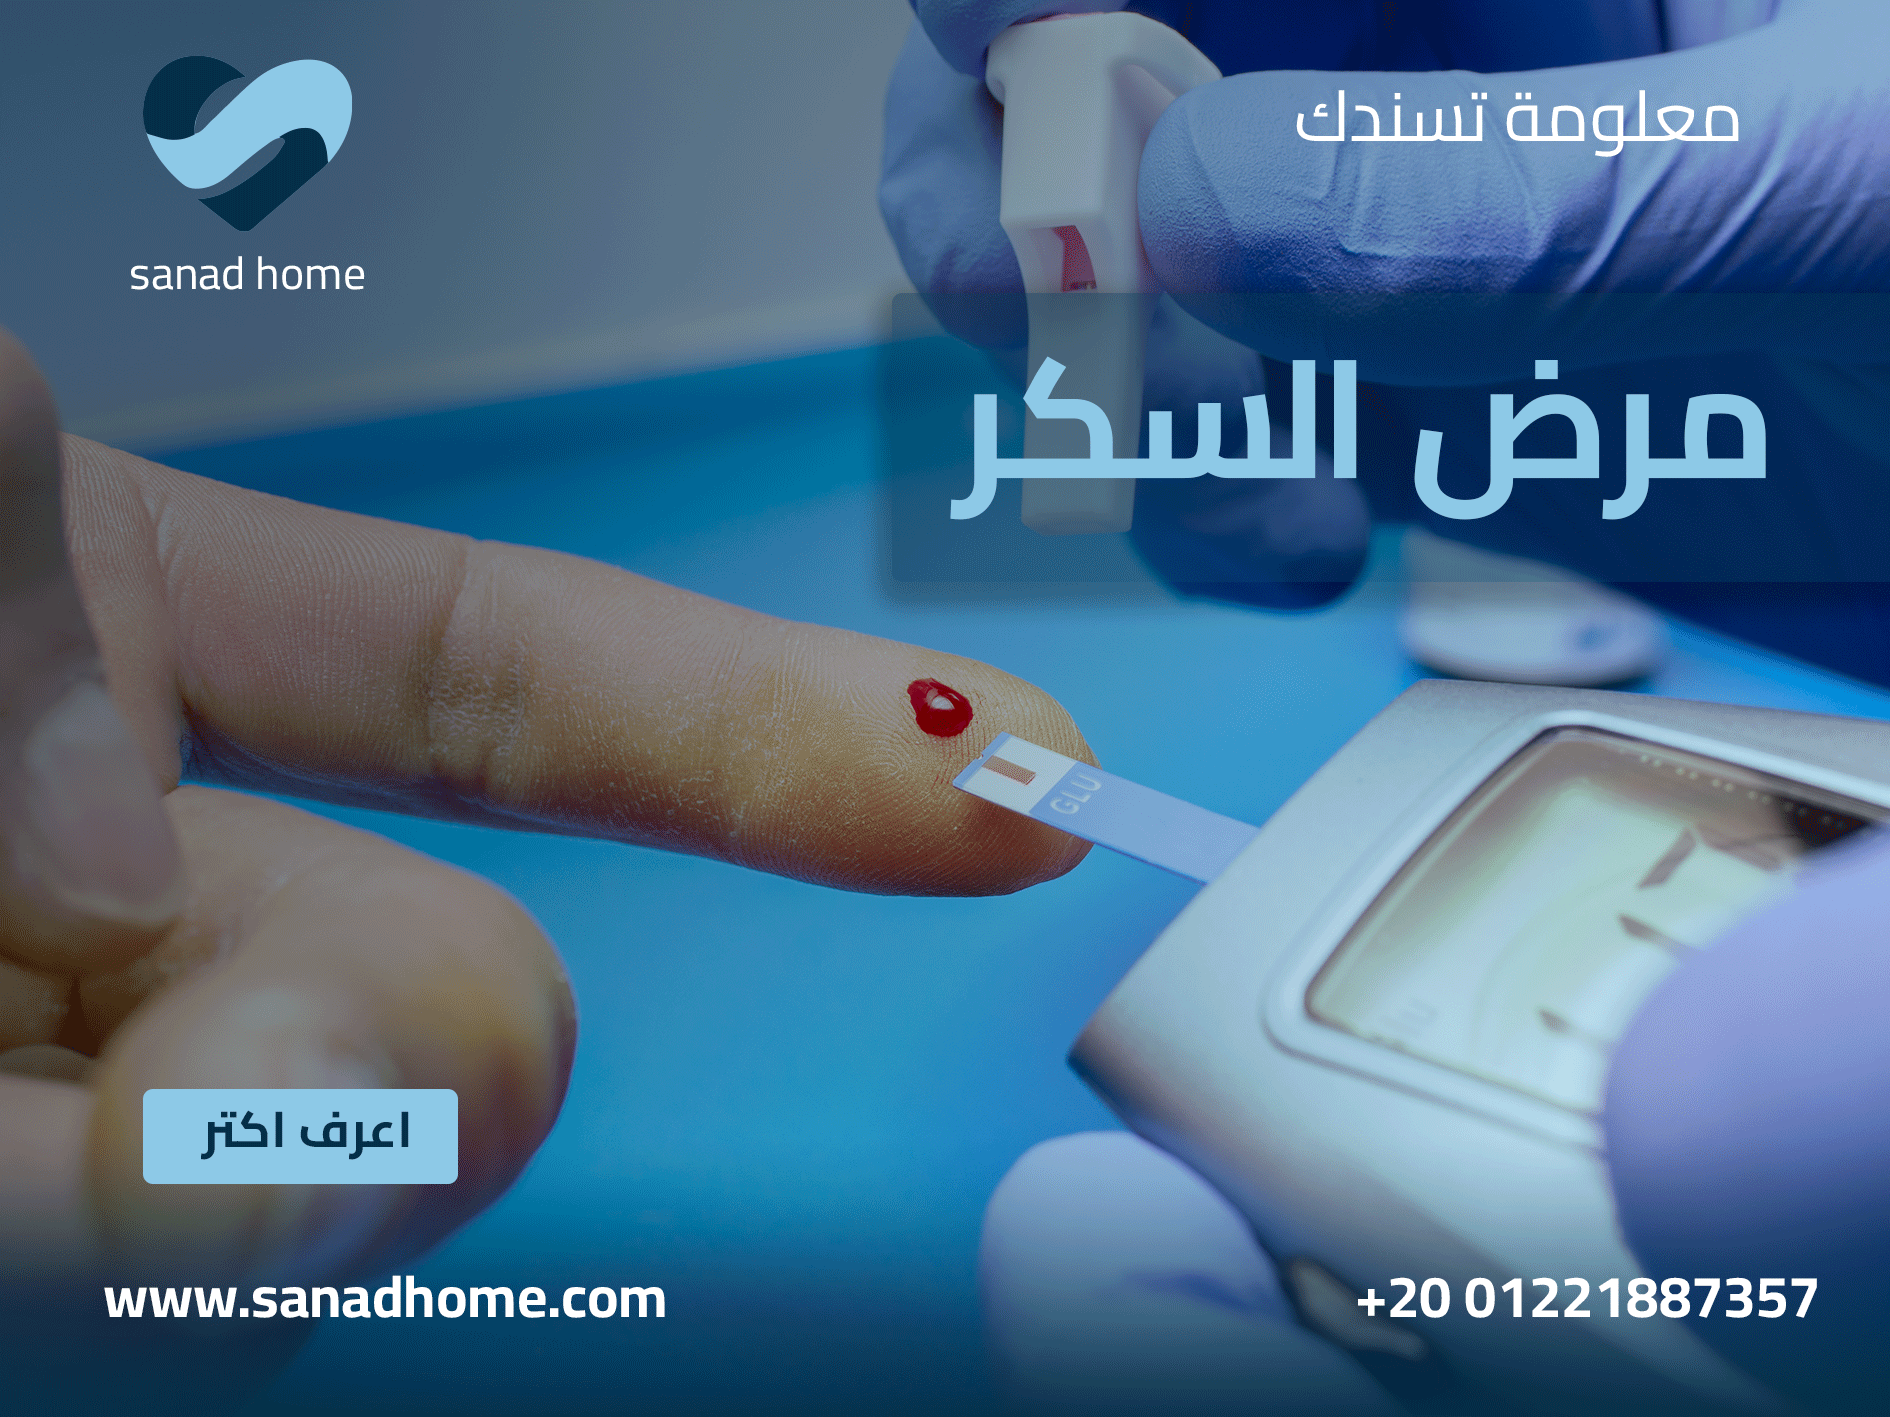 sanad home
معلومة تسندك
مرض السكر
GLU
اعرف اكتر
www.sanadhome.com
+20 01221887357